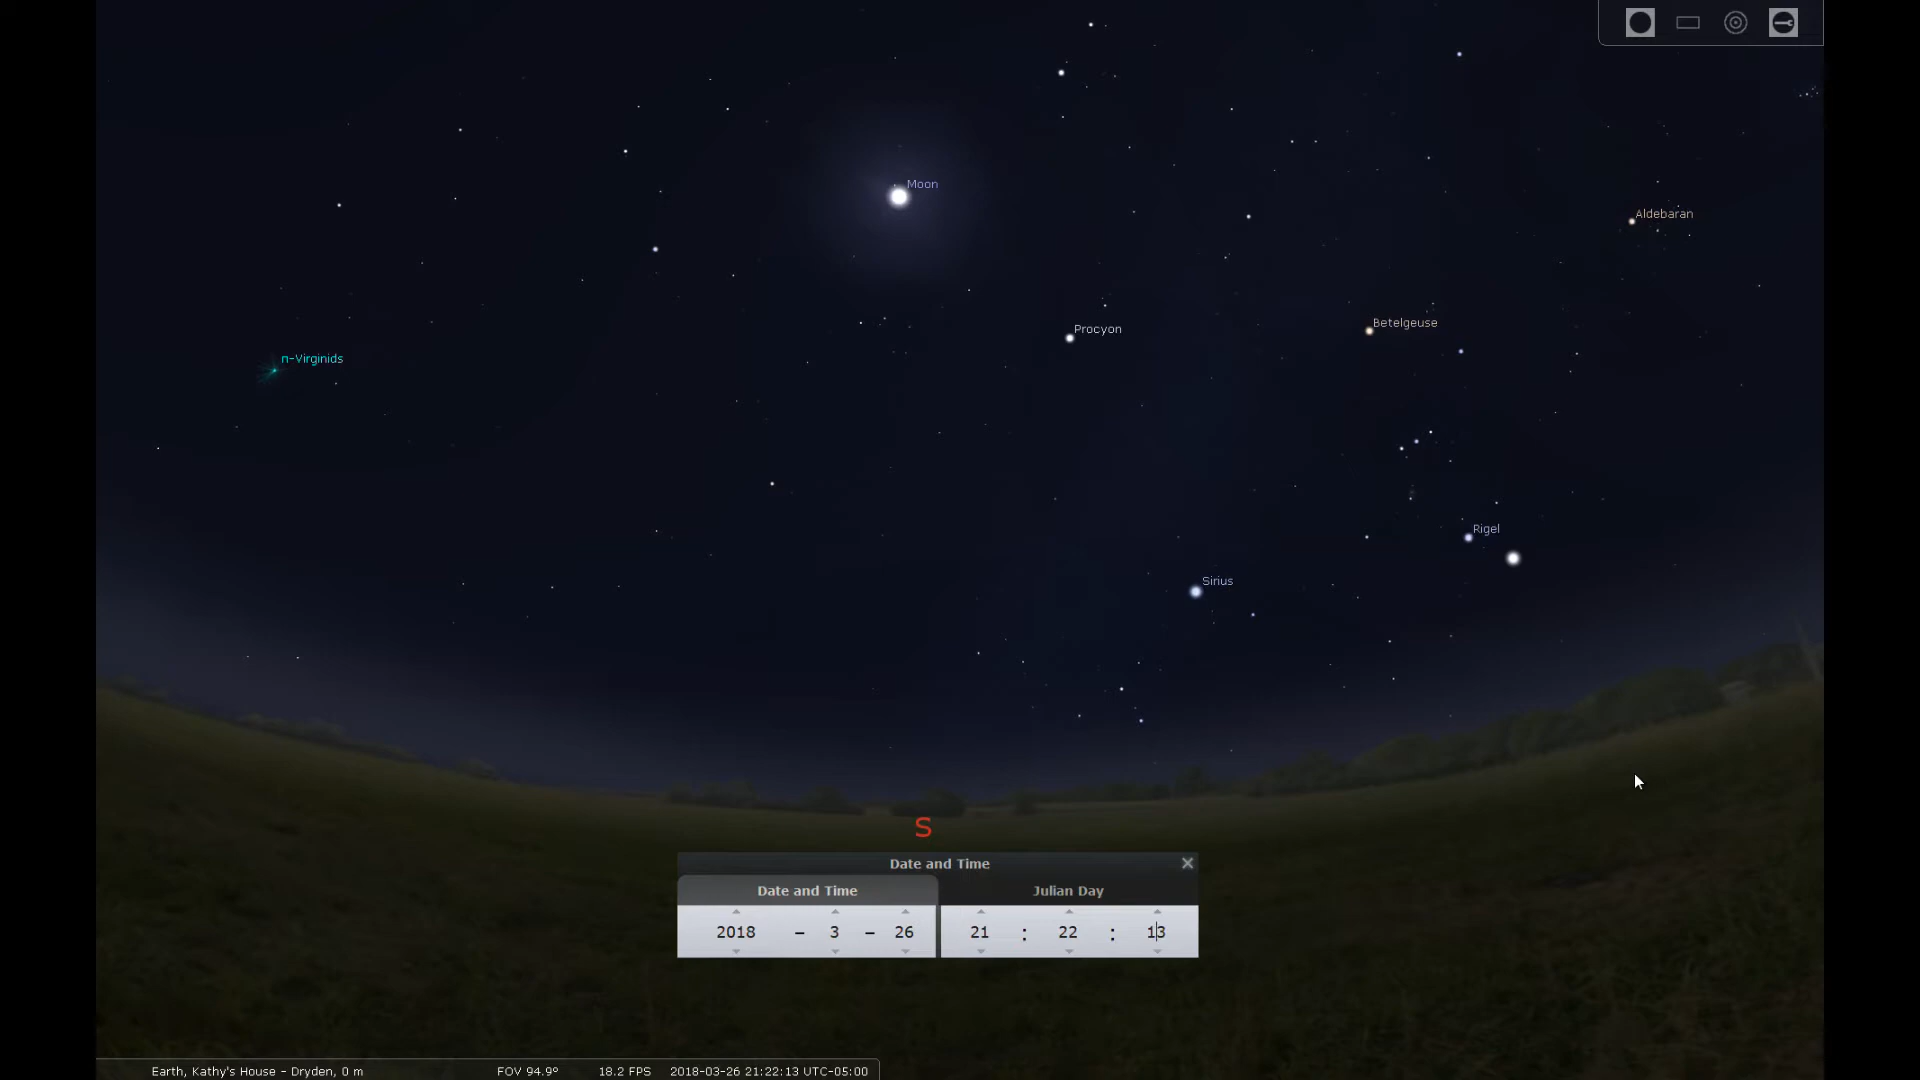 Moon
Aldebaran
Betelgeuse
Procyon
η-Virginids
Rigel
Sirius
S
Date and Time
Date and Time
Julian Day
2018 - 3 - 26
21 : 22 : 13
Earth, Kathy's House - Dryden, 0 m
FOV 94.9°
18.2 FPS
2018-03-26 21:22:13 UTC-05:00